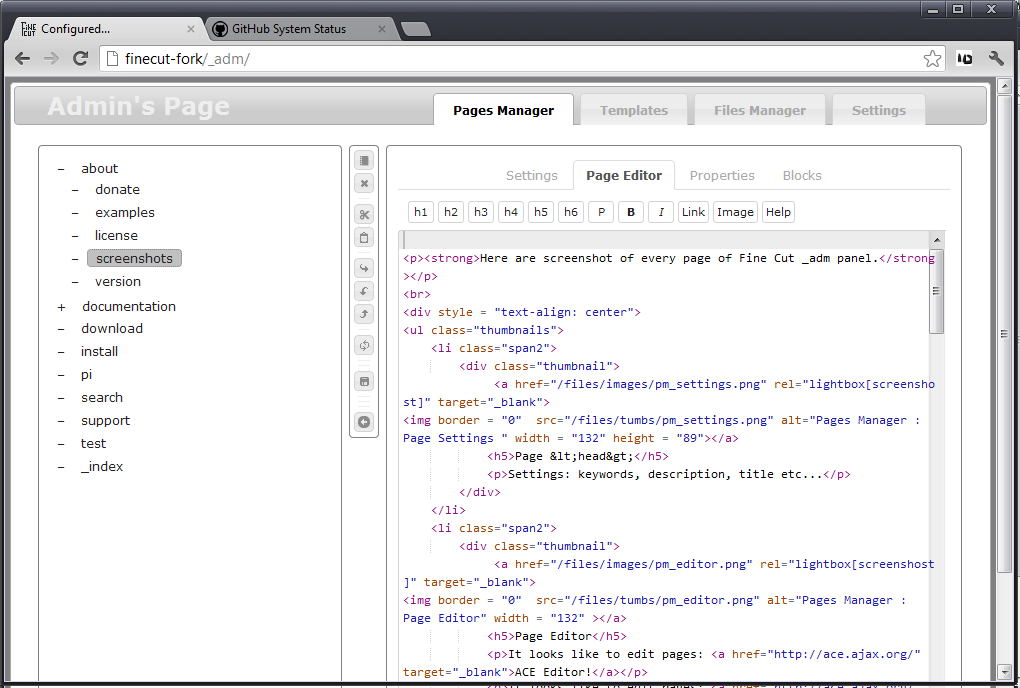 FINE CUT Configured...
GitHub System Status
finecut-fork/_adm/
Admin's Page
Pages Manager
Templates
Files Manager
Settings
– about
– donate
– examples
– license
– screenshots
– version
+ documentation
– download
– install
– pi
– search
– support
– test
– _index
Settings
Page Editor
Properties
Blocks
h1 h2 h3 h4 h5 h6 P B I Link Image Help
<p><strong>Here are screenshot of every page of Fine Cut _adm panel.</strong
></p>
<br>
<div style = "text-align: center">
<ul class="thumbnails">
<li class="span2">
<div class="thumbnail">
<a href="/files/images/pm_settings.png" rel="lightbox[screensho
st]" target="_blank">
<img border = "0"  src="/files/tumbs/pm_settings.png" alt="Pages Manager :
Page Settings " width = "132" height = "89"></a>
<h5>Page &lt;head&gt;</h5>
<p>Settings: keywords, description, title etc...</p>
</div>
</li>
<li class="span2">
<div class="thumbnail">
<a href="/files/images/pm_editor.png" rel="lightbox[screenshost
]" target="_blank">
<img border = "0"  src="/files/tumbs/pm_editor.png" alt="Pages Manager :
Page Editor" width = "132" ></a>
<h5>Page Editor</h5>
<p>It looks like to edit pages: <a href="http://ace.ajax.org/"
target="_blank">ACE Editor!</a></p>